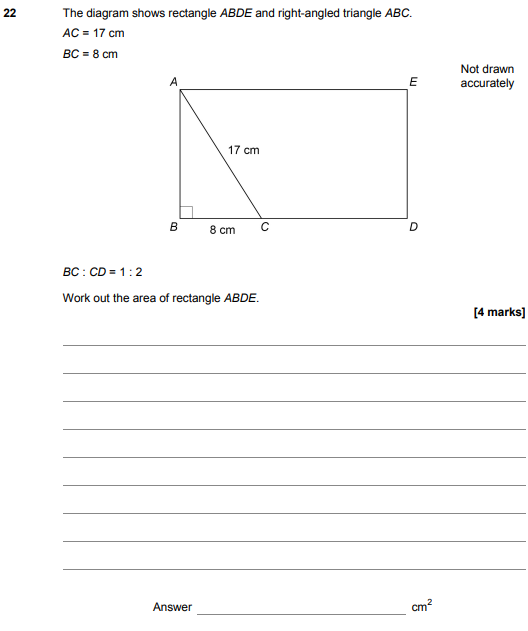 22 The diagram shows rectangle ABDE and right-angled triangle ABC.
AC = 17 cm
BC = 8 cm
Not drawn
accurately
A
E
17 cm
B
8 cm
C
D
BC : CD = 1 : 2
Work out the area of rectangle ABDE.
[4 marks]
Answer
cm²